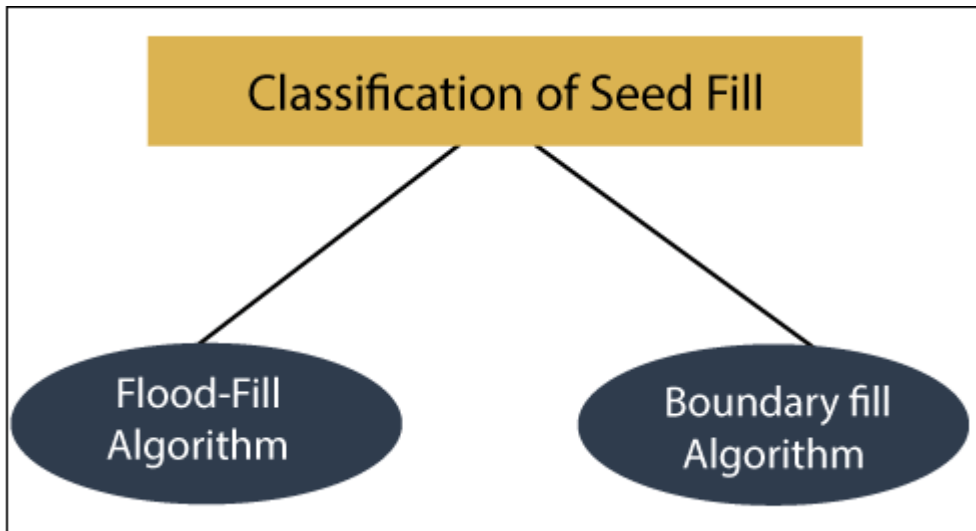 Classification of Seed Fill
Flood-Fill
Algorithm
Boundary fill
Algorithm